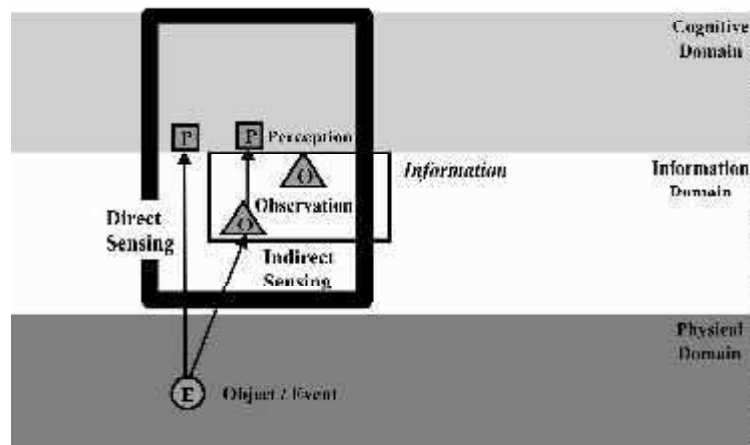 Cognitive
Domain
P
P
Perception
O
Information
Information
Domain
Observation
O
Direct
Sensing
Indirect
Sensing
Physical
Domain
E
Object / Event